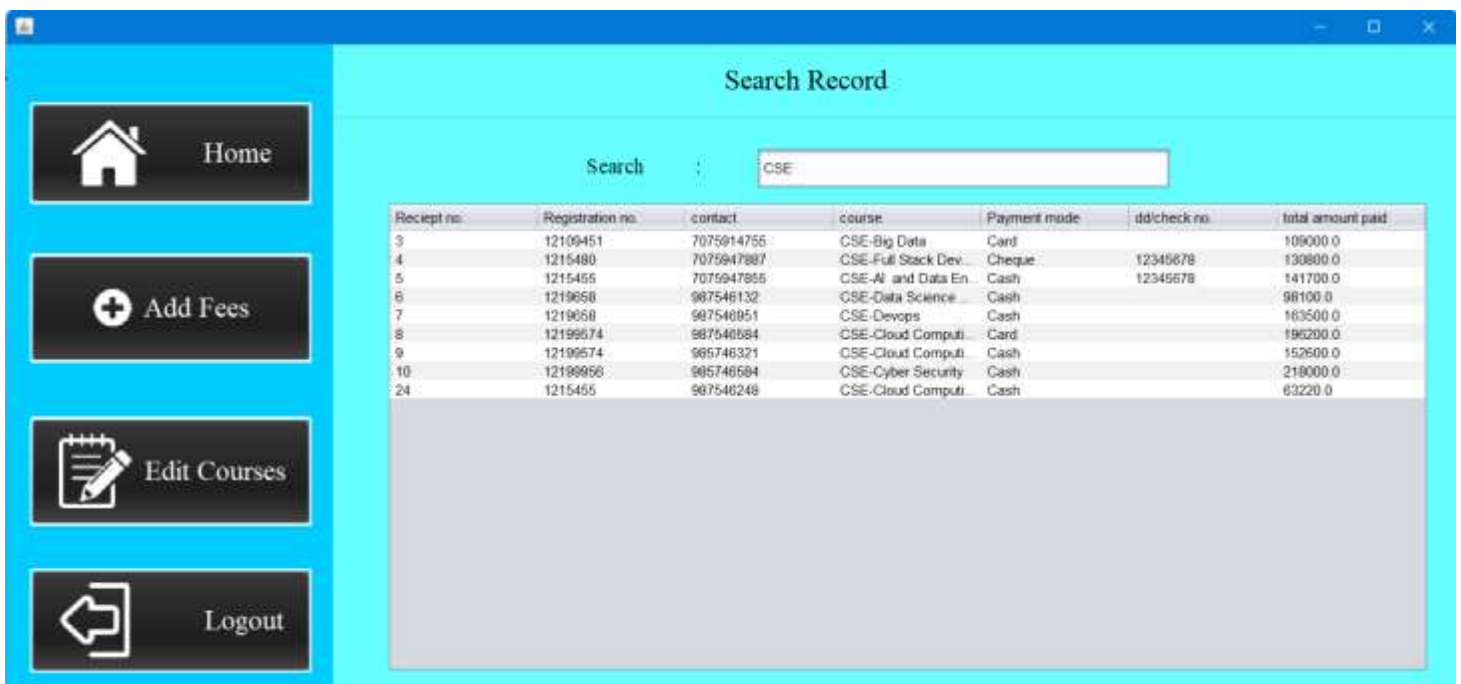 Search Record
Home
Add Fees
Edit Courses
Logout
Search : CSE
Reciept no. Registration no. contact course Payment mode dd/check no. total amount paid
3 12109451 7075914755 CSE-Big Data Card 109000.0
4 1215480 7075947887 CSE-Full Stack Dev... Cheque 12345678 130800.0
5 1215455 7075947855 CSE-AI and Data En... Cash 12345678 141700.0
6 1219658 987546132 CSE-Data Science ... Cash 98100.0
7 1219658 987546951 CSE-Devops Cash 163500.0
8 12199574 987546584 CSE-Cloud Computi... Card 196200.0
9 12199574 985746321 CSE-Cloud Computi... Cash 152600.0
10 12199956 985746584 CSE-Cyber Security Cash 218000.0
24 1215455 987546248 CSE-Cloud Computi... Cash 63220.0